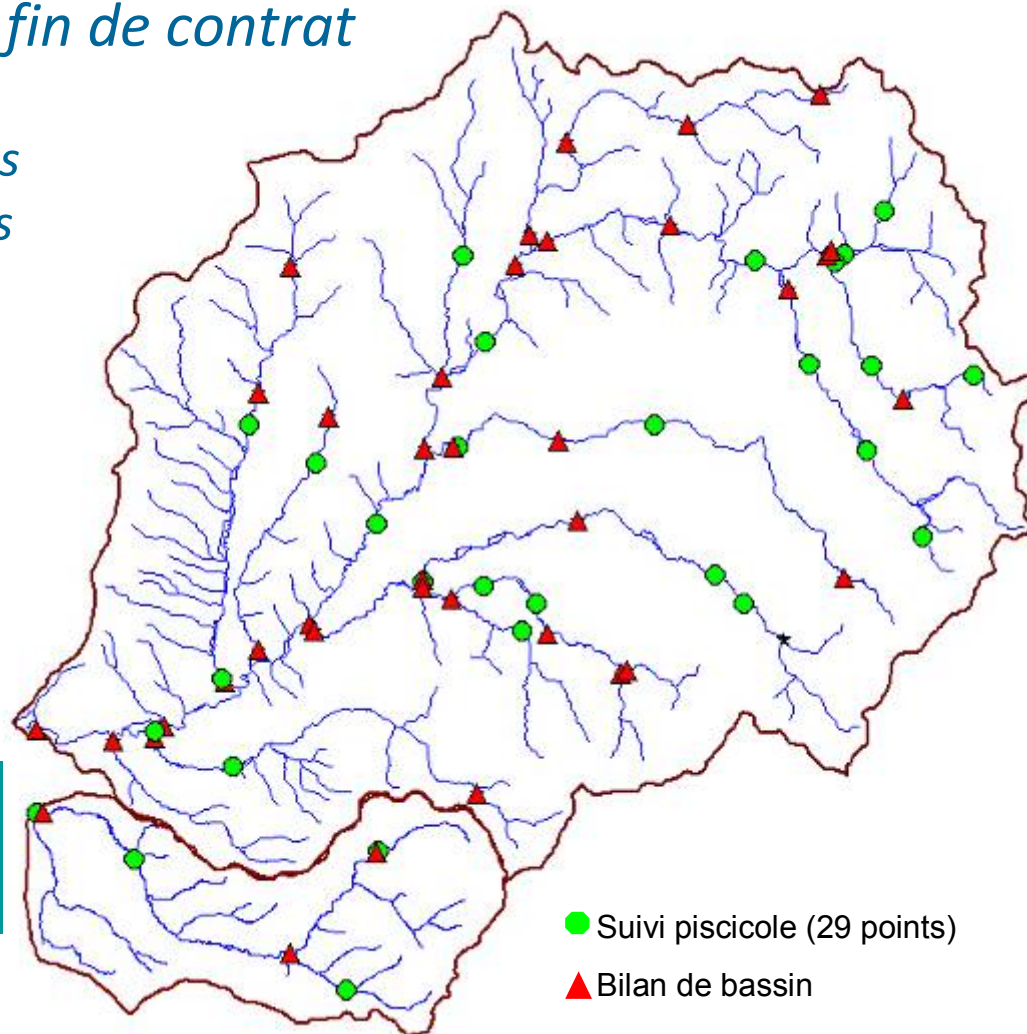 fin de contrat
s
s
Suivi piscicole (29 points)
Bilan de bassin